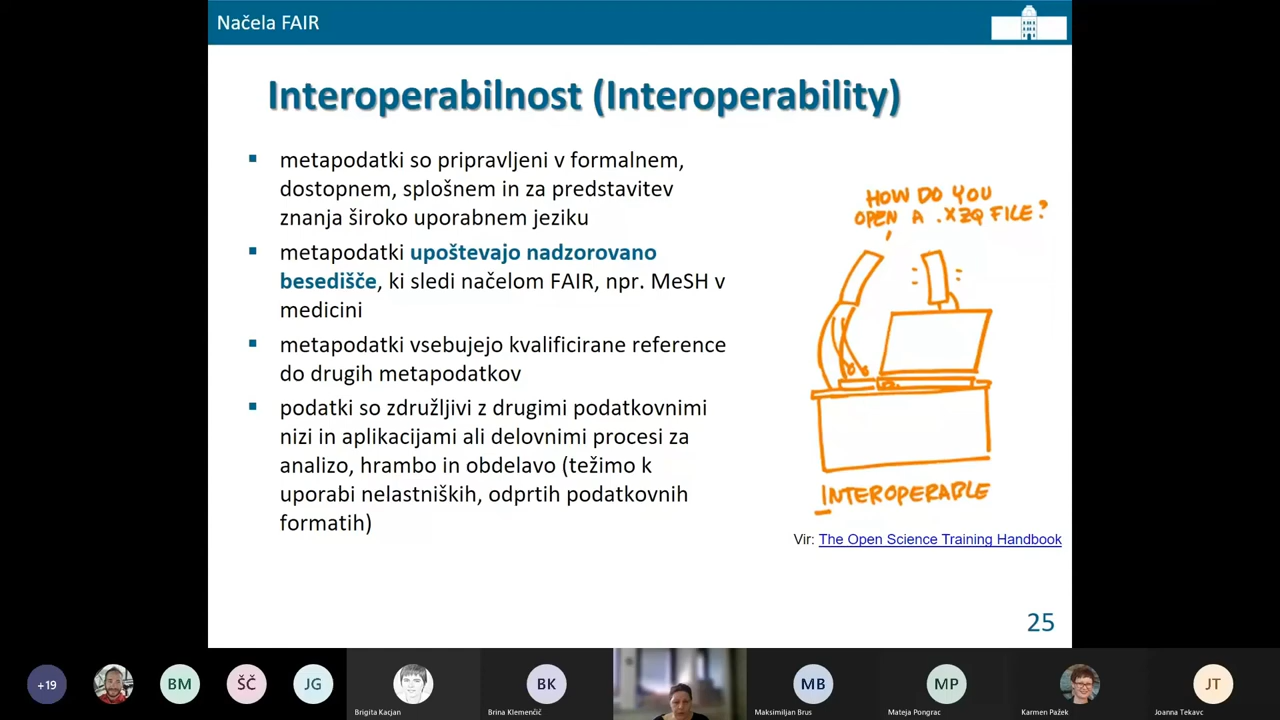 Načela FAIR
Interoperabilnost (Interoperability)
metapodatki so pripravljeni v formalnem,
dostopnem, splošnem in za predstavitev
znanja široko uporabnem jeziku
metapodatki upoštevajo nadzorovano
besedišče, ki sledi načelom FAIR, npr. MeSH v
medicini
metapodatki vsebujejo kvalificirane reference
do drugih metapodatkov
podatki so združljivi z drugimi podatkovnimi
nizi in aplikacijami ali delovnimi procesi za
analizo, hrambo in obdelavo (težimo k
uporabi nelastniških, odprtih podatkovnih
formatih)
HOW DO YOU
OPEN A .XZQ FILE?
INTEROPERABLE
Vir: The Open Science Training Handbook
25
+19
BM
ŠČ
JG
Brigita Kacjan
BK
Brina Klemenčič
MB
Maksimiljan Brus
MP
Mateja Pongrac
Karmen Pažek
JT
Joanna Tekavc